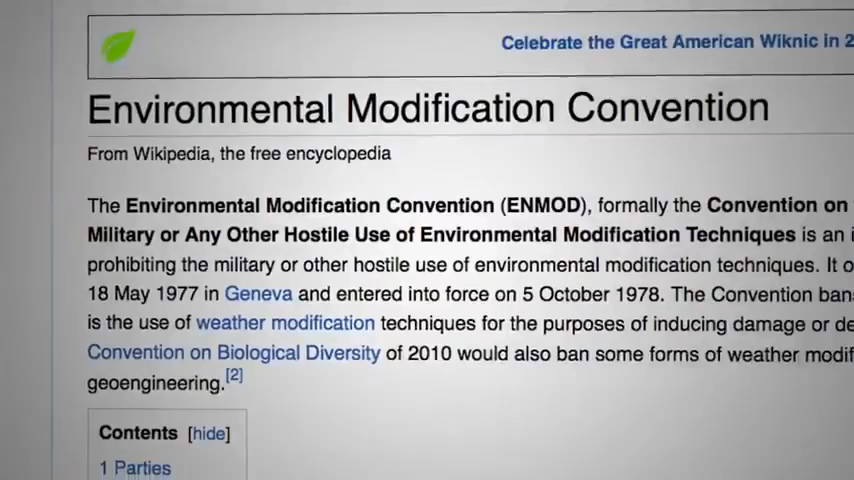 Celebrate the Great American Wiknic in 2
Environmental Modification Convention
From Wikipedia, the free encyclopedia
The Environmental Modification Convention (ENMOD), formally the Convention on
Military or Any Other Hostile Use of Environmental Modification Techniques is an i
prohibiting the military or other hostile use of environmental modification techniques. It o
18 May 1977 in Geneva and entered into force on 5 October 1978. The Convention ban
is the use of weather modification techniques for the purposes of inducing damage or de
Convention on Biological Diversity of 2010 would also ban some forms of weather modif
geoengineering.[2]
Contents [hide]
1 Parties